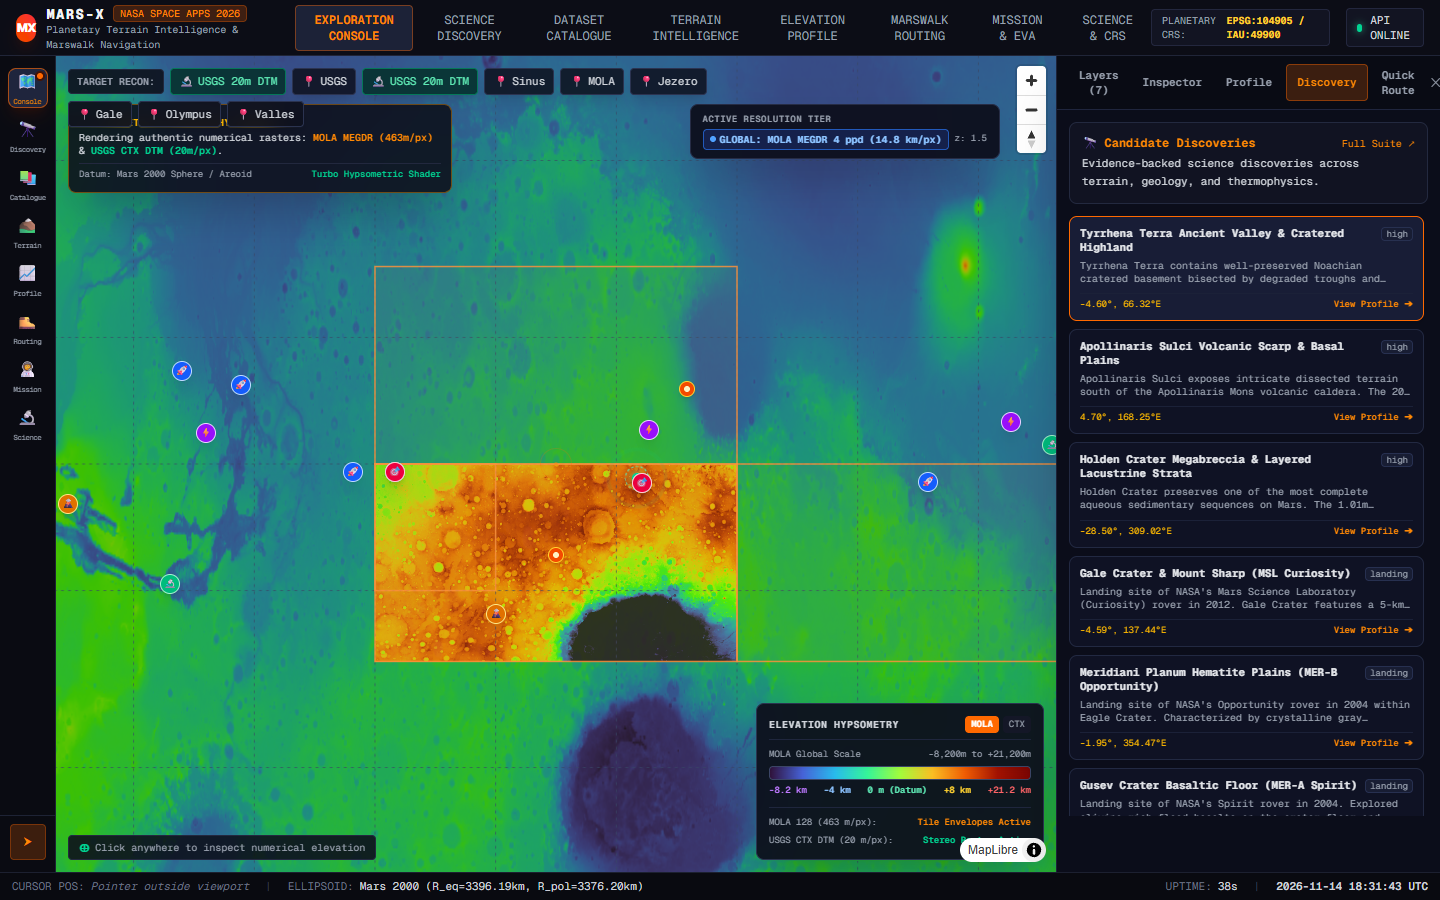 MX
MARS-X
NASA SPACE APPS 2026
Planetary Terrain Intelligence &
Marswalk Navigation
EXPLORATION
CONSOLE
SCIENCE
DISCOVERY
DATASET
CATALOGUE
TERRAIN
INTELLIGENCE
ELEVATION
PROFILE
MARSWALK
ROUTING
MISSION
& EVA
SCIENCE
& CRS
PLANETARY
CRS:
EPSG:104905 /
IAU:49900
API
ONLINE
Console
Discovery
Catalogue
Terrain
Profile
Routing
Mission
Science
TARGET RECON:
USGS 20m DTM
USGS
USGS 20m DTM
Sinus
MOLA
Jezero
Gale
Olympus
Valles
Rendering authentic numerical rasters: MOLA MEGDR (463m/px)
& USGS CTX DTM (20m/px).
Datum: Mars 2000 Sphere / Areoid
Turbo Hypsometric Shader
ACTIVE RESOLUTION TIER
GLOBAL: MOLA MEGDR 4 ppd (14.8 km/px)
z: 1.5
ELEVATION HYPSOMETRY
MOLA
CTX
MOLA Global Scale
-8,200m to +21,200m
-8.2 km
-4 km
0 m (Datum)
+8 km
+21.2 km
MOLA 128 (463 m/px):
Tile Envelopes Active
USGS CTX DTM (20 m/px):
Stereo
MapLibre
Click anywhere to inspect numerical elevation
Layers
(7)
Inspector
Profile
Discovery
Quick
Route
Candidate Discoveries
Full Suite ↗
Evidence-backed science discoveries across
terrain, geology, and thermophysics.
Tyrrhena Terra Ancient Valley & Cratered
Highland
high
Tyrrhena Terra contains well-preserved Noachian
cratered basement bisected by degraded troughs and…
-4.60°, 66.32°E
View Profile ➔
Apollinaris Sulci Volcanic Scarp & Basal
Plains
high
Apollinaris Sulci exposes intricate dissected terrain
south of the Apollinaris Mons volcanic caldera. The 20…
4.70°, 168.25°E
View Profile ➔
Holden Crater Megabreccia & Layered
Lacustrine Strata
high
Holden Crater preserves one of the most complete
aqueous sedimentary sequences on Mars. The 1.01m…
-28.50°, 309.02°E
View Profile ➔
Gale Crater & Mount Sharp (MSL Curiosity)
landing
Landing site of NASA's Mars Science Laboratory
(Curiosity) rover in 2012. Gale Crater features a 5-km…
-4.59°, 137.44°E
View Profile ➔
Meridiani Planum Hematite Plains (MER-B
Opportunity)
landing
Landing site of NASA's Opportunity rover in 2004 within
Eagle Crater. Characterized by crystalline gray…
-1.95°, 354.47°E
View Profile ➔
Gusev Crater Basaltic Floor (MER-A Spirit)
landing
Landing site of NASA's Spirit rover in 2004. Explored
CURSOR POS: Pointer outside viewport
ELLIPSOID: Mars 2000 (R_eq=3396.19km, R_pol=3376.20km)
UPTIME: 38s
2026-11-14 18:31:43 UTC